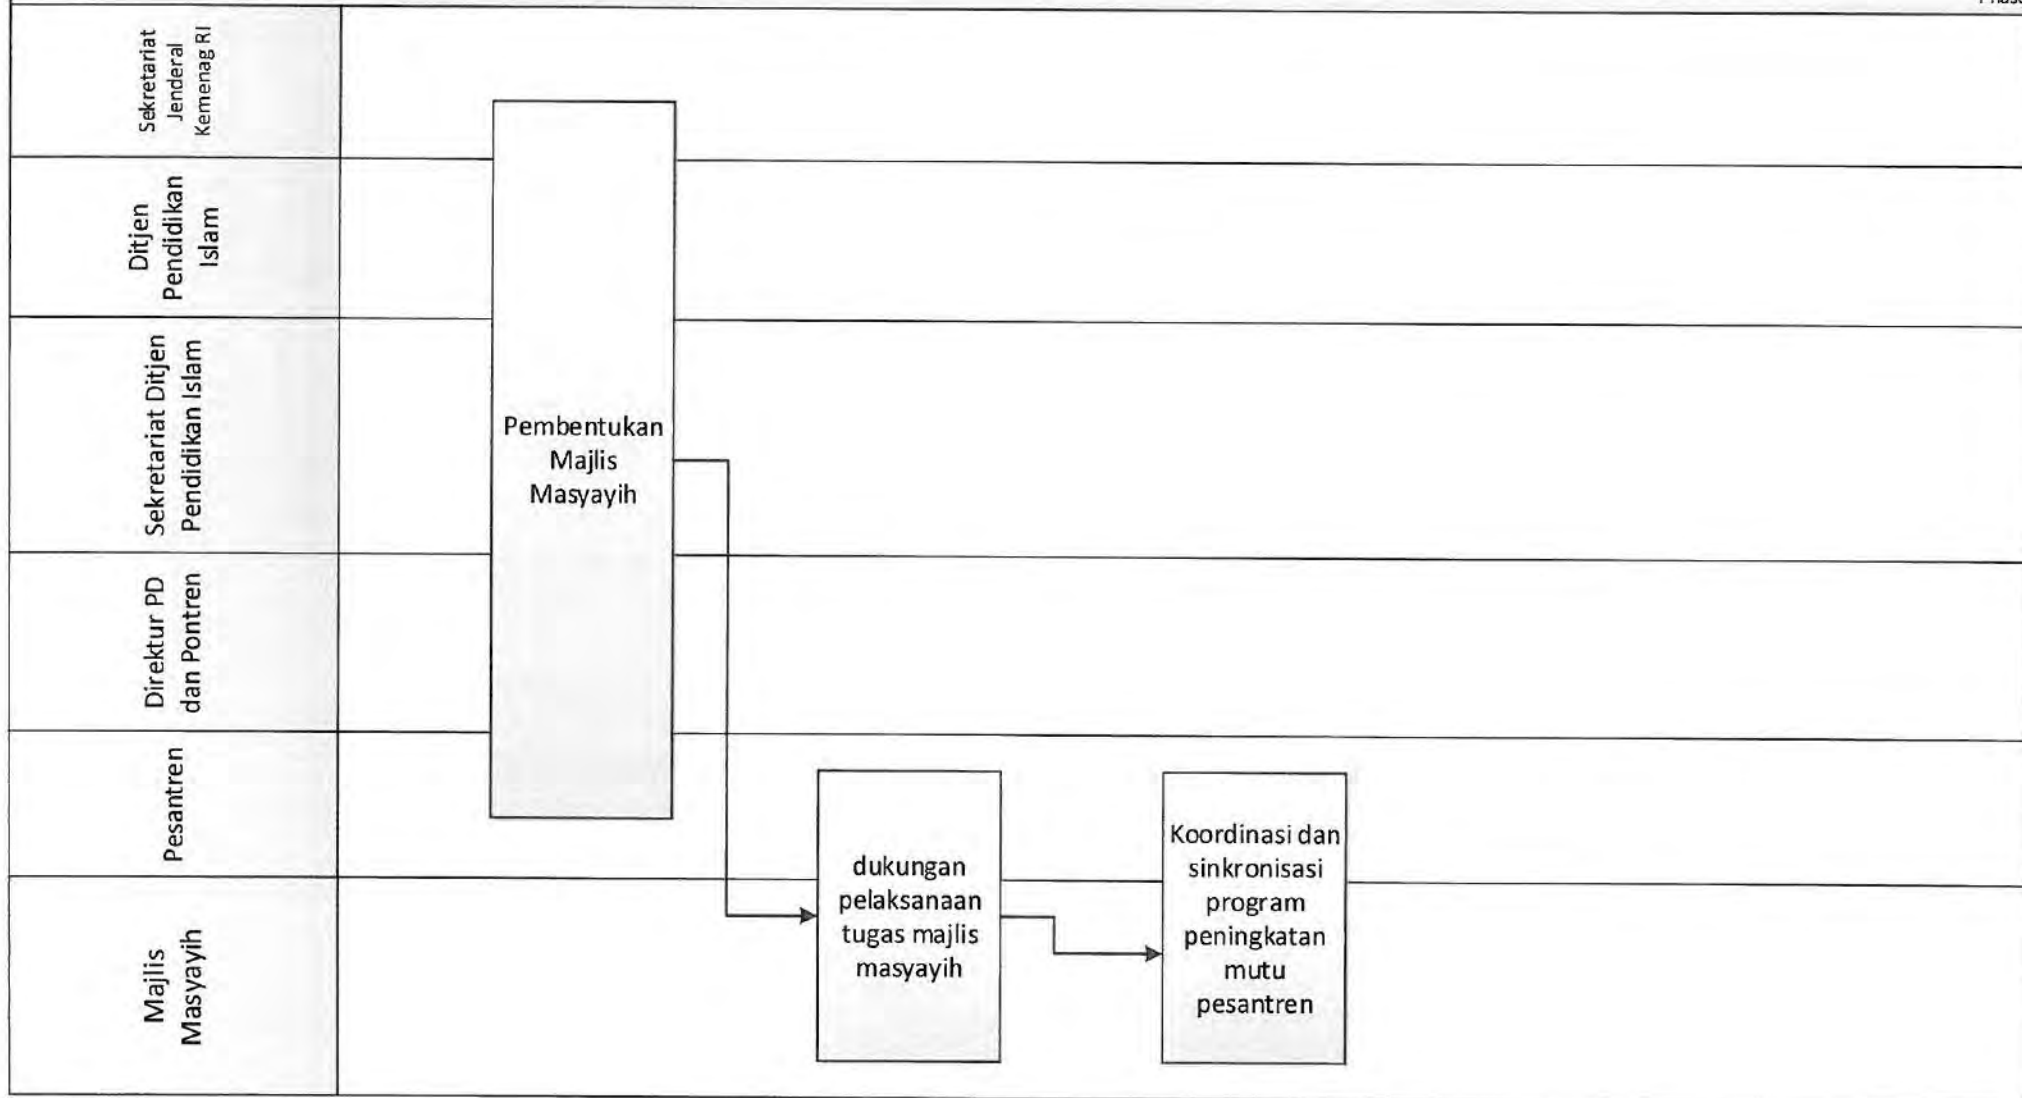 Sekretariat
Jenderal
Kemenag RI
Ditjen
Pendidikan
Islam
Sekretariat Ditjen
Pendidikan Islam
Direktur PD
dan Pontren
Pesantren
Majlis
Masyayih
Pembentukan
Majlis
Masyayih
dukungan
pelaksanaan
tugas majlis
masyayih
Koordinasi dan
sinkronisasi
program
peningkatan
mutu
pesantren